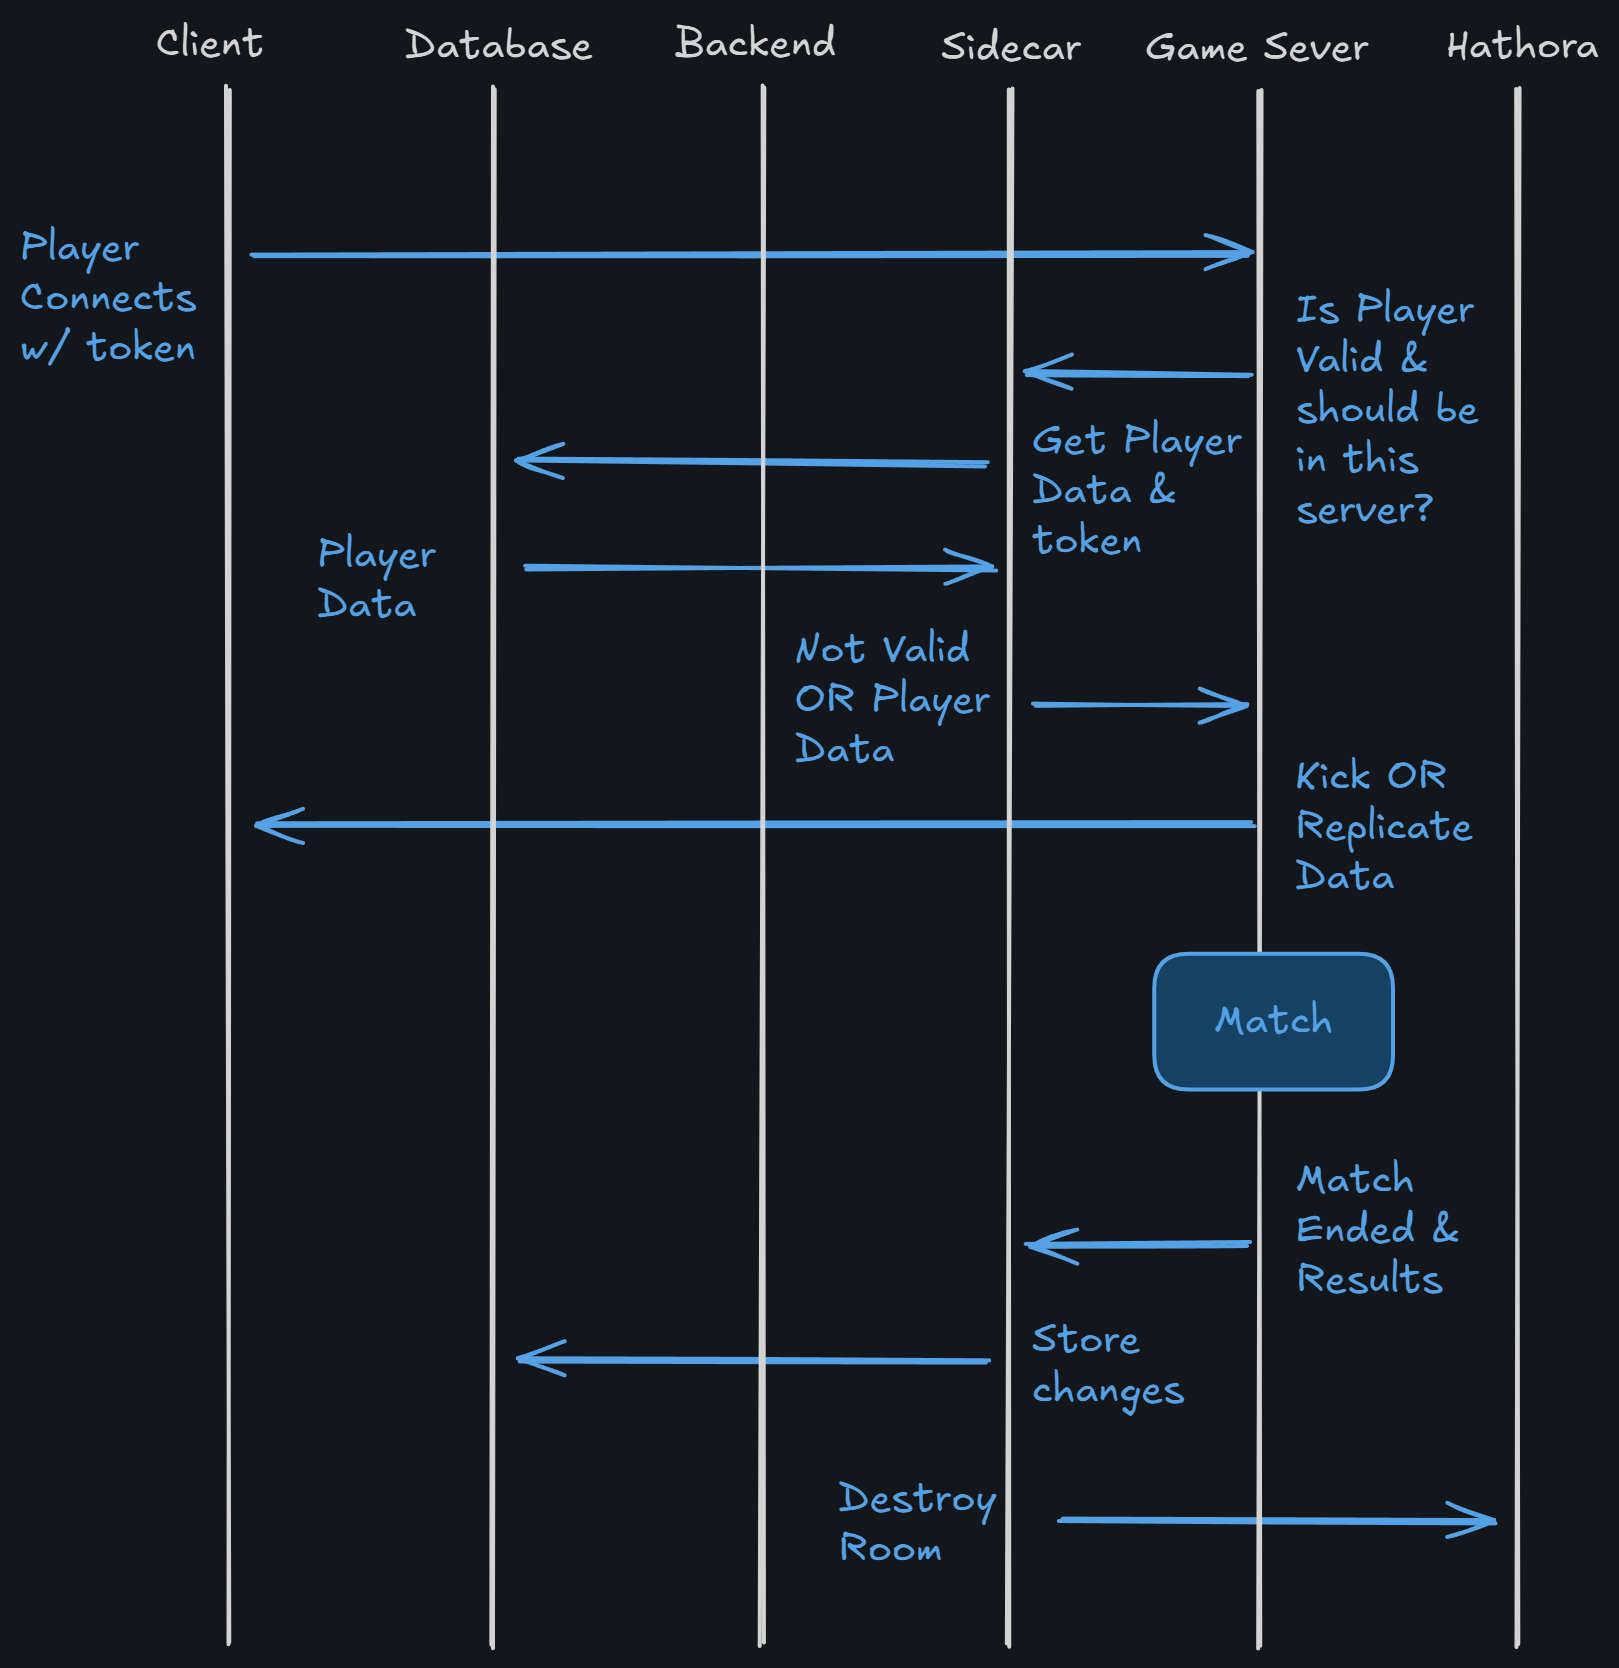 Client
Database
Backend
Sidecar
Game Sever
Hathora
Player
Connects
w/ token
Is Player
Valid &
should be
in this
server?
Get Player
Data &
token
Player
Data
Not Valid
OR Player
Data
Kick OR
Replicate
Data
Match
Match
Ended &
Results
Store
changes
Destroy
Room